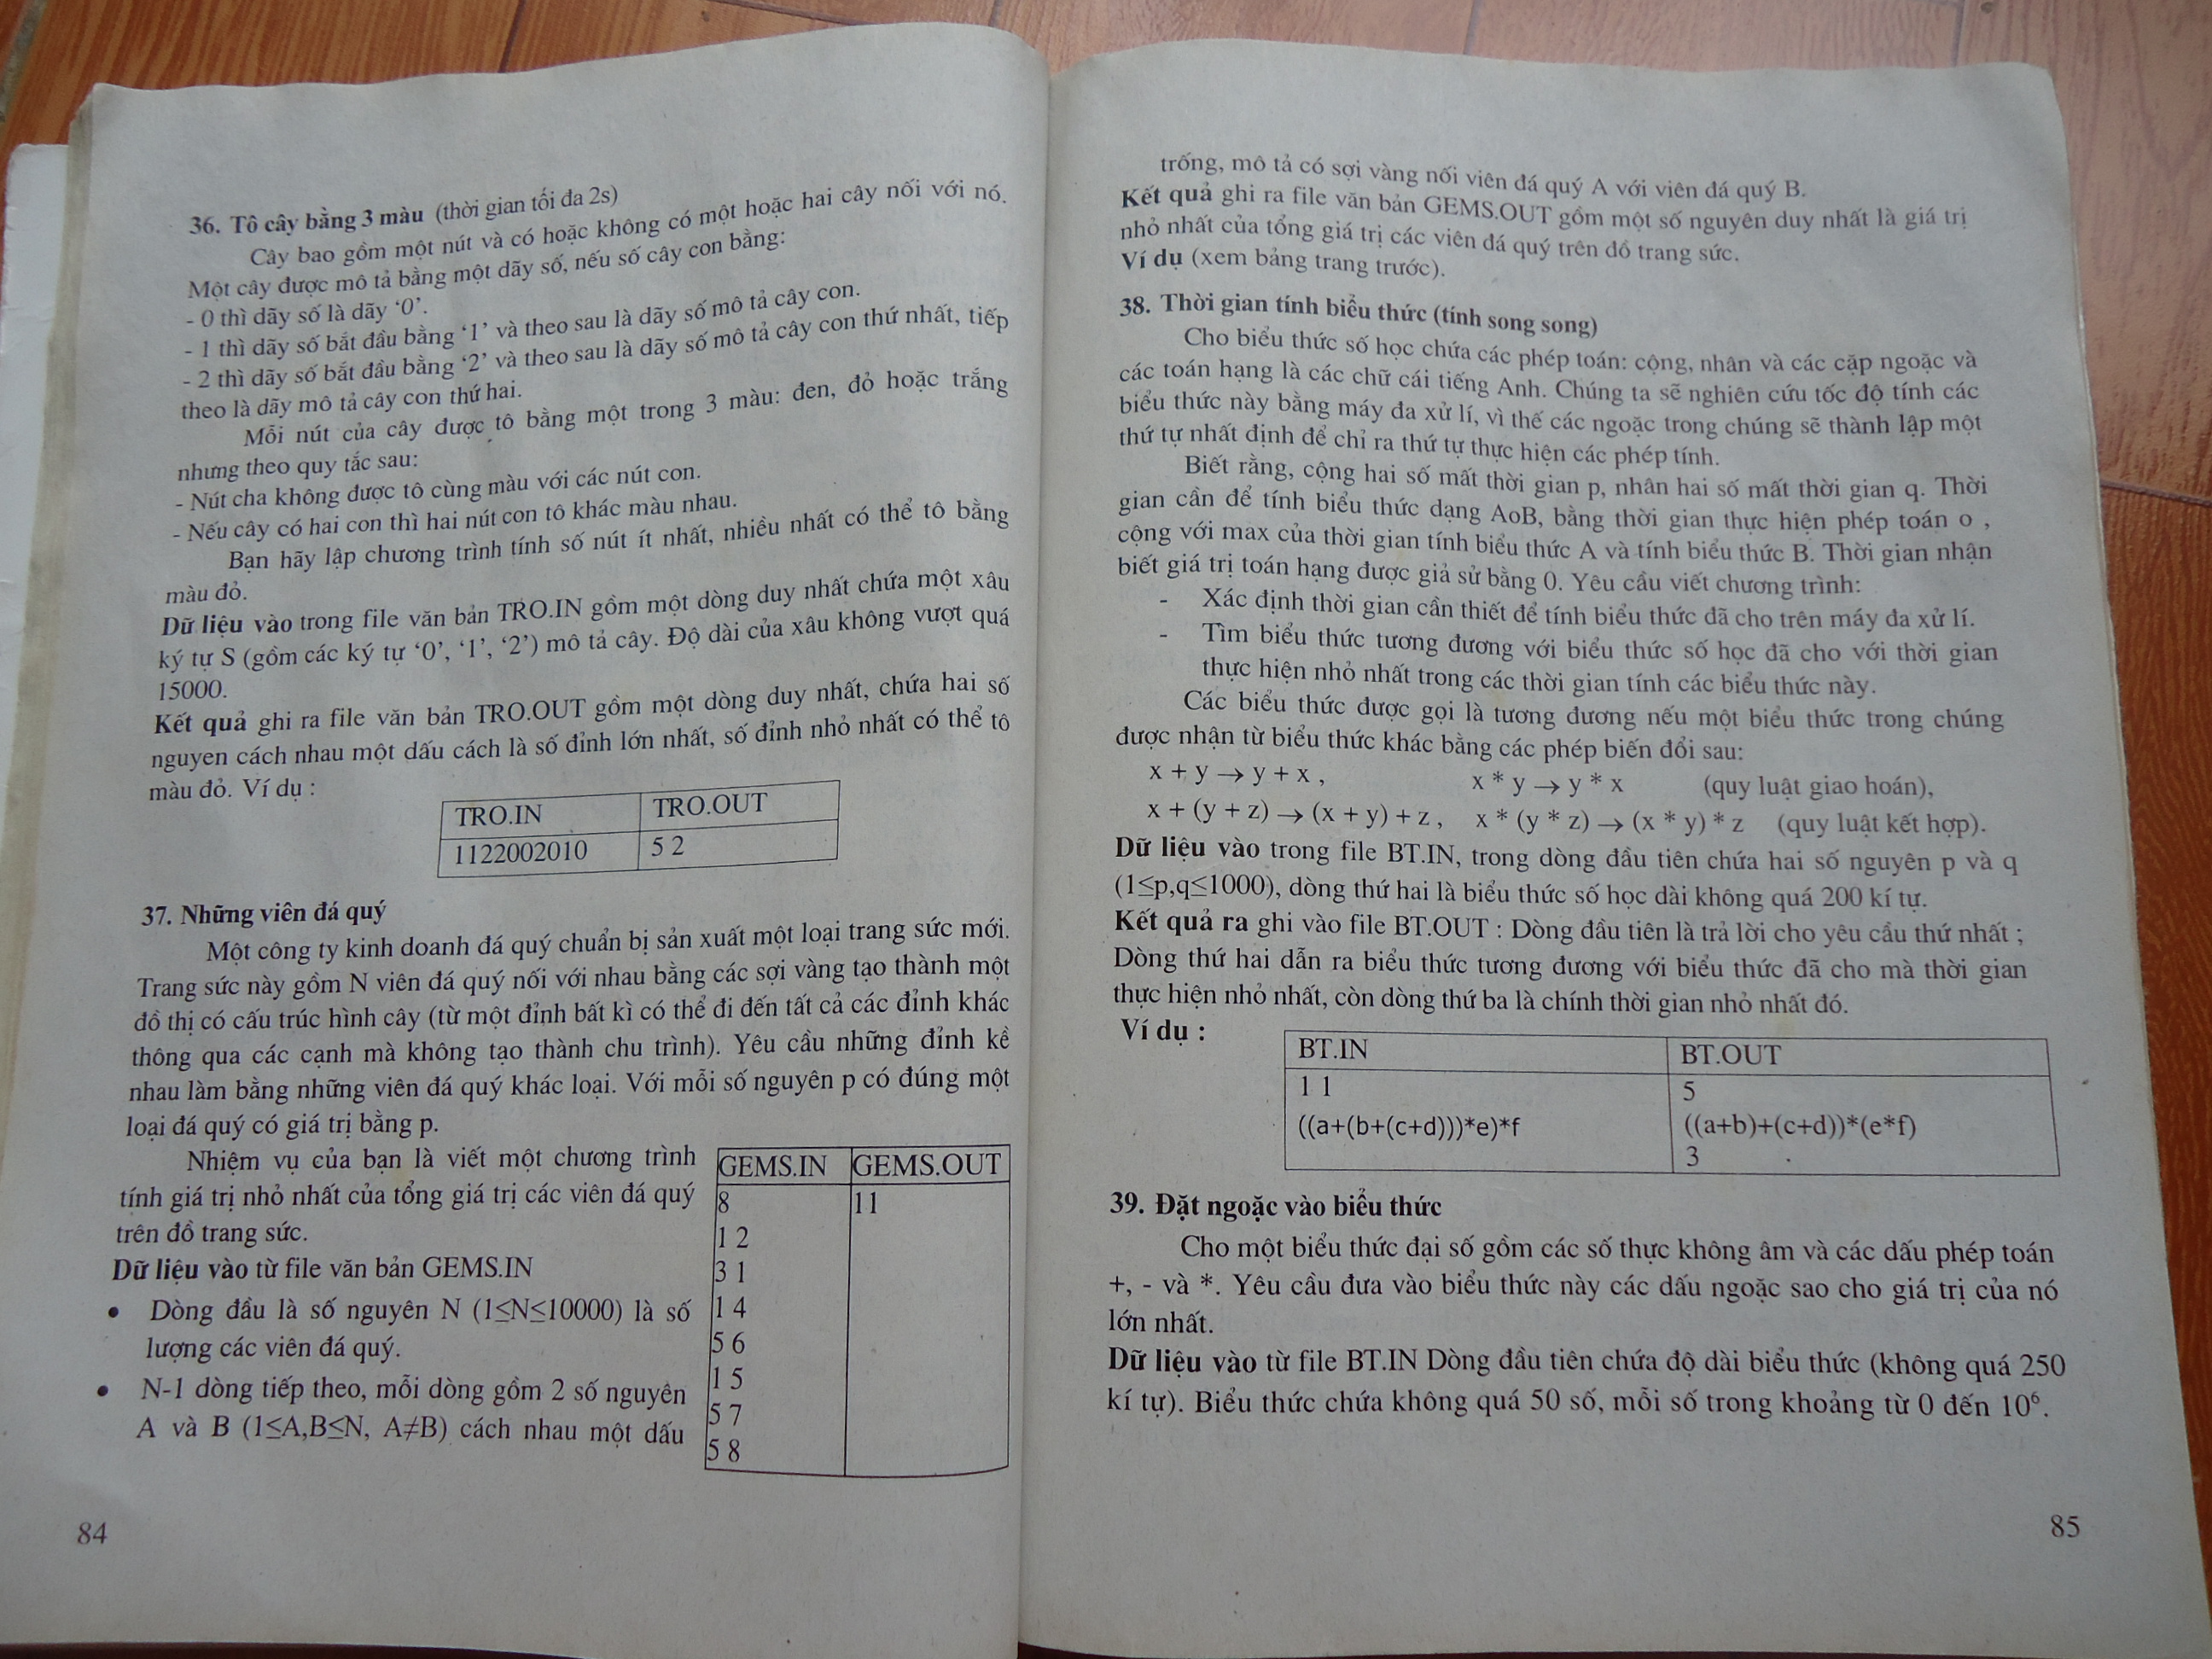 36. Tô cây bằng 3 màu (thời gian tối đa 2s)
Cây bao gồm một nút và có hoặc không có một hoặc hai cây nối với nó.
Một cây được mô tả bằng một dãy số, nếu số cây con bằng:
- 0 thì dãy số là dãy ‘0’.
- 1 thì dãy số bắt đầu bằng ‘1’ và theo sau là dãy số mô tả cây con.
- 2 thì dãy số bắt đầu bằng ‘2’ và theo sau là dãy số mô tả cây con thứ nhất, tiếp
theo là dãy mô tả cây con thứ hai.
Mỗi nút của cây được tô bằng một trong 3 màu: đen, đỏ hoặc trắng
nhưng theo quy tắc sau:
- Nút cha không được tô cùng màu với các nút con.
- Nếu cây có hai con thì hai nút con tô khác màu nhau.
Bạn hãy lập chương trình tính số nút ít nhất, nhiều nhất có thể tô bằng
màu đỏ.
Dữ liệu vào trong file văn bản TRO.IN gồm một dòng duy nhất chứa một xâu
ký tự S (gồm các ký tự ‘0’, ‘1’, ‘2’) mô tả cây. Độ dài của xâu không vượt quá
15000.
Kết quả ghi ra file văn bản TRO.OUT gồm một dòng duy nhất, chứa hai số
nguyen cách nhau một dấu cách là số đỉnh lớn nhất, số đỉnh nhỏ nhất có thể tô
màu đỏ. Ví dụ :
TRO.IN TRO.OUT
1122002010 5 2
37. Những viên đá quý
Một công ty kinh doanh đá quý chuẩn bị sản xuất một loại trang sức mới.
Trang sức này gồm N viên đá quý nối với nhau bằng các sợi vàng tạo thành một
đồ thị có cấu trúc hình cây (từ một đỉnh bất kì có thể đi đến tất cả các đỉnh khác
thông qua các cạnh mà không tạo thành chu trình). Yêu cầu những đỉnh kề
nhau làm bằng những viên đá quý khác loại. Với mỗi số nguyên p có đúng một
loại đá quý có giá trị bằng p.
Nhiệm vụ của bạn là viết một chương trình
tính giá trị nhỏ nhất của tổng giá trị các viên đá quý
trên đồ trang sức.
Dữ liệu vào từ file văn bản GEMS.IN
• Dòng đầu là số nguyên N (1≤N≤10000) là số
lượng các viên đá quý.
• N-1 dòng tiếp theo, mỗi dòng gồm 2 số nguyên
A và B (1≤A,B≤N, A≠B) cách nhau một dấu
GEMS.IN GEMS.OUT
8 11
1 2
3 1
1 4
5 6
1 5
5 7
5 8
84
trống, mô tả có sợi vàng nối viên đá quý A với viên đá quý B.
Kết quả ghi ra file văn bản GEMS.OUT gồm một số nguyên duy nhất là giá trị
nhỏ nhất của tổng giá trị các viên đá quý trên đồ trang sức.
Ví dụ (xem bảng trang trước).
38. Thời gian tính biểu thức (tính song song)
Cho biểu thức số học chứa các phép toán: cộng, nhân và các cặp ngoặc và
các toán hạng là các chữ cái tiếng Anh. Chúng ta sẽ nghiên cứu tốc độ tính các
biểu thức này bằng máy đa xử lí, vì thế các ngoặc trong chúng sẽ thành lập một
thứ tự nhất định để chỉ ra thứ tự thực hiện các phép tính.
Biết rằng, cộng hai số mất thời gian p, nhân hai số mất thời gian q. Thời
gian cần để tính biểu thức dạng AoB, bằng thời gian thực hiện phép toán o ,
cộng với max của thời gian tính biểu thức A và tính biểu thức B. Thời gian nhận
biết giá trị toán hạng được giả sử bằng 0. Yêu cầu viết chương trình:
- Xác định thời gian cần thiết để tính biểu thức đã cho trên máy đa xử lí.
- Tìm biểu thức tương đương với biểu thức số học đã cho với thời gian
thực hiện nhỏ nhất trong các thời gian tính các biểu thức này.
Các biểu thức được gọi là tương đương nếu một biểu thức trong chúng
được nhận từ biểu thức khác bằng các phép biến đổi sau:
x + y → y + x , x * y → y * x (quy luật giao hoán),
x + (y + z) → (x + y) + z , x * (y * z) → (x * y) * z (quy luật kết hợp).
Dữ liệu vào trong file BT.IN, trong dòng đầu tiên chứa hai số nguyên p và q
(1≤p,q≤1000), dòng thứ hai là biểu thức số học dài không quá 200 kí tự.
Kết quả ra ghi vào file BT.OUT : Dòng đầu tiên là trả lời cho yêu cầu thứ nhất ;
Dòng thứ hai dẫn ra biểu thức tương đương với biểu thức đã cho mà thời gian
thực hiện nhỏ nhất, còn dòng thứ ba là chính thời gian nhỏ nhất đó.
Ví dụ :
BT.IN BT.OUT
1 1 5
((a+(b+(c+d)))*e)*f ((a+b)+(c+d))*(e*f)
3
39. Đặt ngoặc vào biểu thức
Cho một biểu thức đại số gồm các số thực không âm và các dấu phép toán
+, - và *. Yêu cầu đưa vào biểu thức này các dấu ngoặc sao cho giá trị của nó
lớn nhất.
Dữ liệu vào từ file BT.IN Dòng đầu tiên chứa độ dài biểu thức (không quá 250
kí tự). Biểu thức chứa không quá 50 số, mỗi số trong khoảng từ 0 đến 10⁶.
85